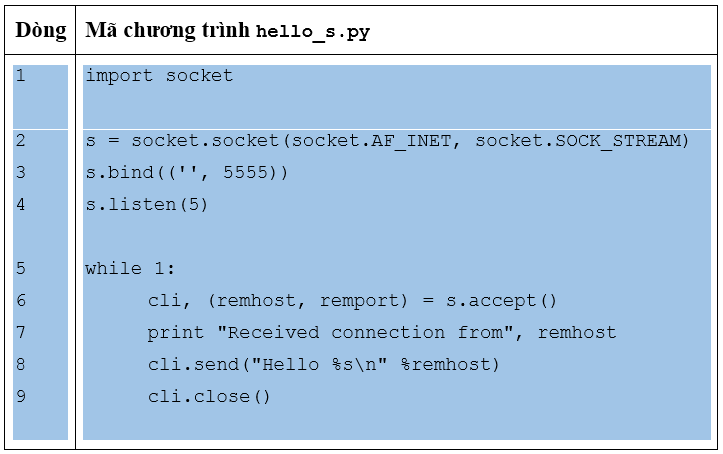 Dòng Mã chương trình hello_s.py
1 import socket
2 s = socket.socket(socket.AF_INET, socket.SOCK_STREAM)
3 s.bind(('', 5555))
4 s.listen(5)
5 while 1:
6 cli, (remhost, remport) = s.accept()
7 print "Received connection from", remhost
8 cli.send("Hello %s\n" %remhost)
9 cli.close()